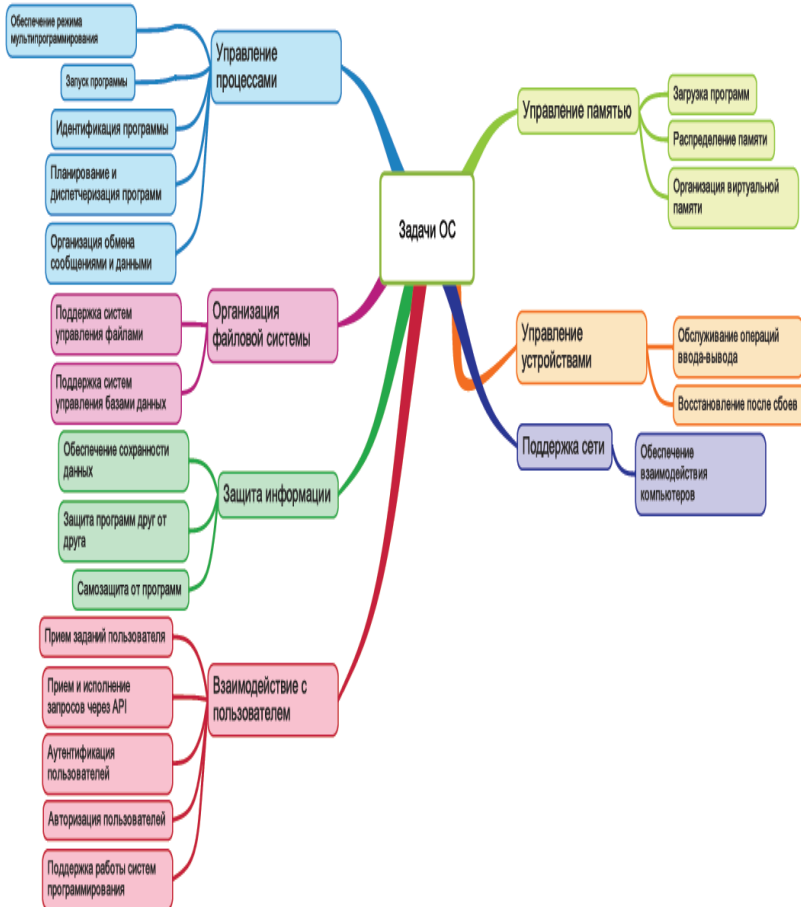 Задачи ОС
Управление
процессами
Обеспечение режима
мультипрограммирования
Запуск программы
Идентификация программы
Планирование и
диспетчеризация программ
Организация обмена
сообщениями и данными
Организация
файловой системы
Поддержка систем
управления файлами
Поддержка систем
управления базами данных
Защита информации
Обеспечение сохранности
данных
Защита программ друг от
друга
Самозащита от программ
Взаимодействие с
пользователем
Прием заданий пользователя
Прием и исполнение
запросов через API
Аутентификация
пользователей
Авторизация пользователей
Поддержка работы систем
программирования
Управление памятью
Загрузка программ
Распределение памяти
Организация виртуальной
памяти
Управление
устройствами
Обслуживание операций
ввода-вывода
Восстановление после сбоев
Поддержка сети
Обеспечение
взаимодействия
компьютеров